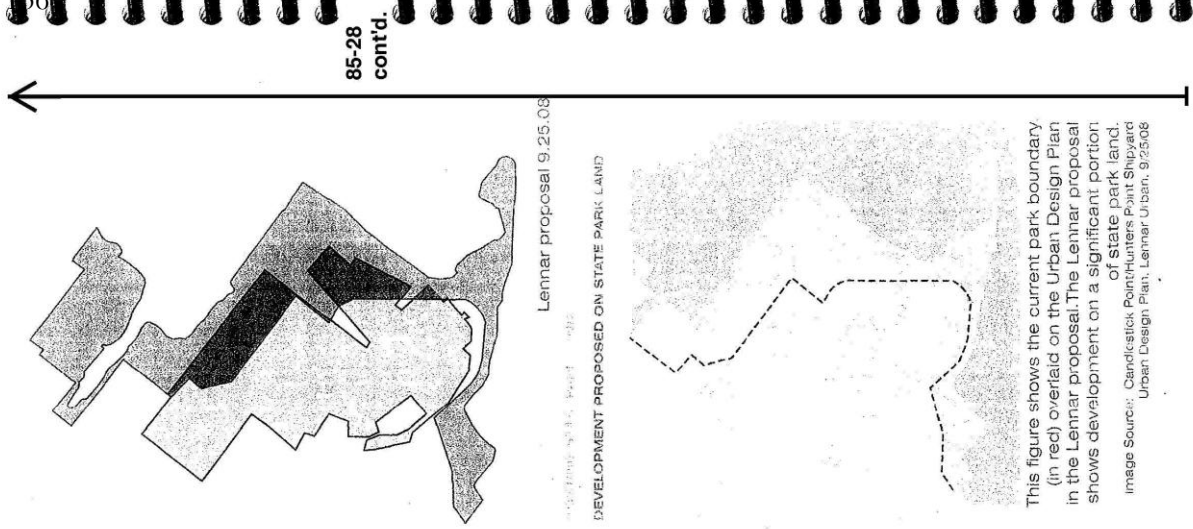 85-28
cont'd.
Lennar proposal 9.25.08
DEVELOPMENT PROPOSED ON STATE PARK LAND
This figure shows the current park boundary
(in red) overlaid on the Urban Design Plan
in the Lennar proposal. The Lennar proposal
shows development on a significant portion
of state park land.
Image Source: Candlestick Point/Hunters Point Shipyard
Urban Design Plan, Lennar Urban, 9/25/08